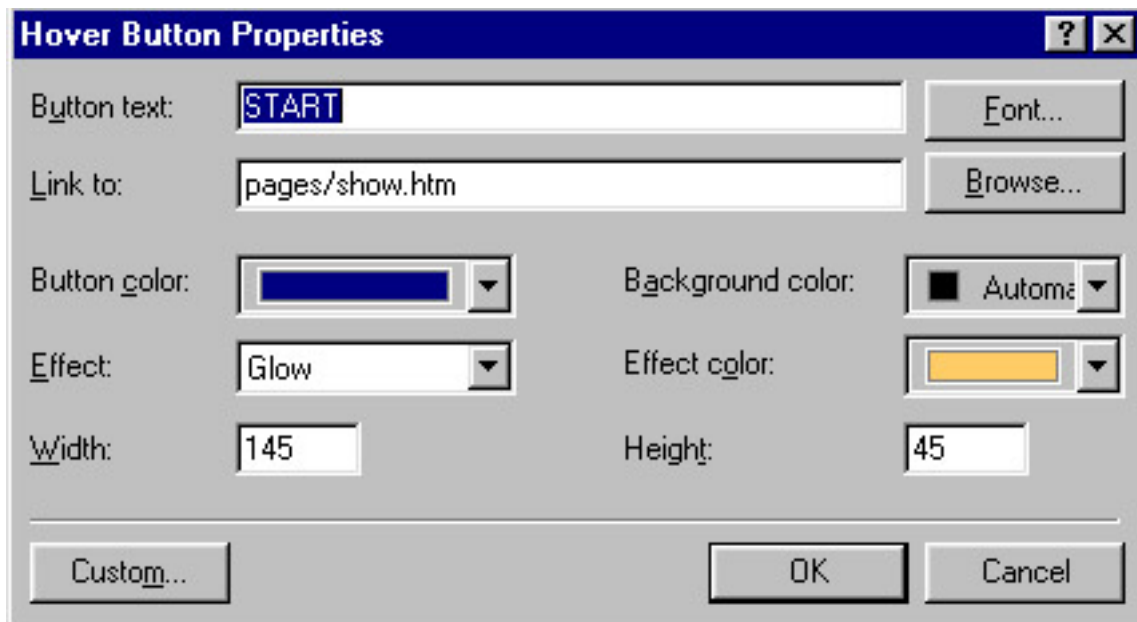 Hover Button Properties ? ×
Button text: START Font...
Link to: pages/show.htm Browse...
Button color: Background color: Automa
Effect: Glow Effect color:
Width: 145 Height: 45
Custom... OK Cancel